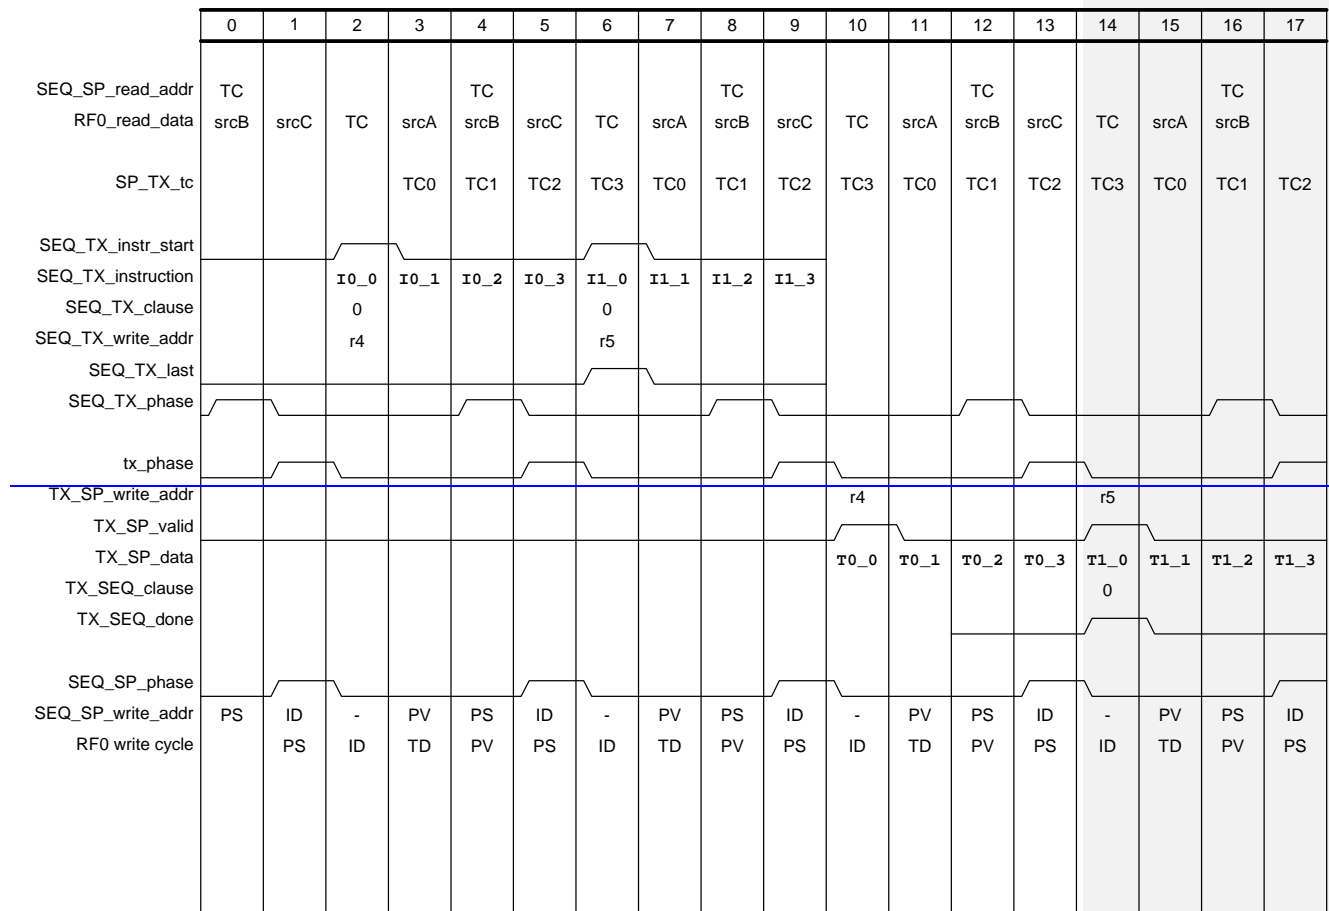 0 1 2 3 4 5 6 7 8 9 10 11 12 13 14 15 16 17
SEQ_SP_read_addr TC TC TC TC TC
RF0_read_data srcB srcC TC srcA srcB srcC TC srcA srcB srcC TC srcA srcB srcC TC srcA srcB
SP_TX_tc TC0 TC1 TC2 TC3 TC0 TC1 TC2 TC3 TC0 TC1 TC2 TC3 TC0 TC1 TC2
SEQ_TX_instr_start
SEQ_TX_instruction I0_0 I0_1 I0_2 I0_3 I1_0 I1_1 I1_2 I1_3
SEQ_TX_clause 0 0
SEQ_TX_write_addr r4 r5
SEQ_TX_last
SEQ_TX_phase
tx_phase
TX_SP_write_addr r4 r5
TX_SP_valid
TX_SP_data T0_0 T0_1 T0_2 T0_3 T1_0 T1_1 T1_2 T1_3
TX_SEQ_clause 0
TX_SEQ_done
SEQ_SP_phase
SEQ_SP_write_addr PS ID - PV PS ID - PV PS ID - PV PS ID - PV PS ID
RF0 write cycle PS ID TD PV PS ID TD PV PS ID TD PV PS ID TD PV PS